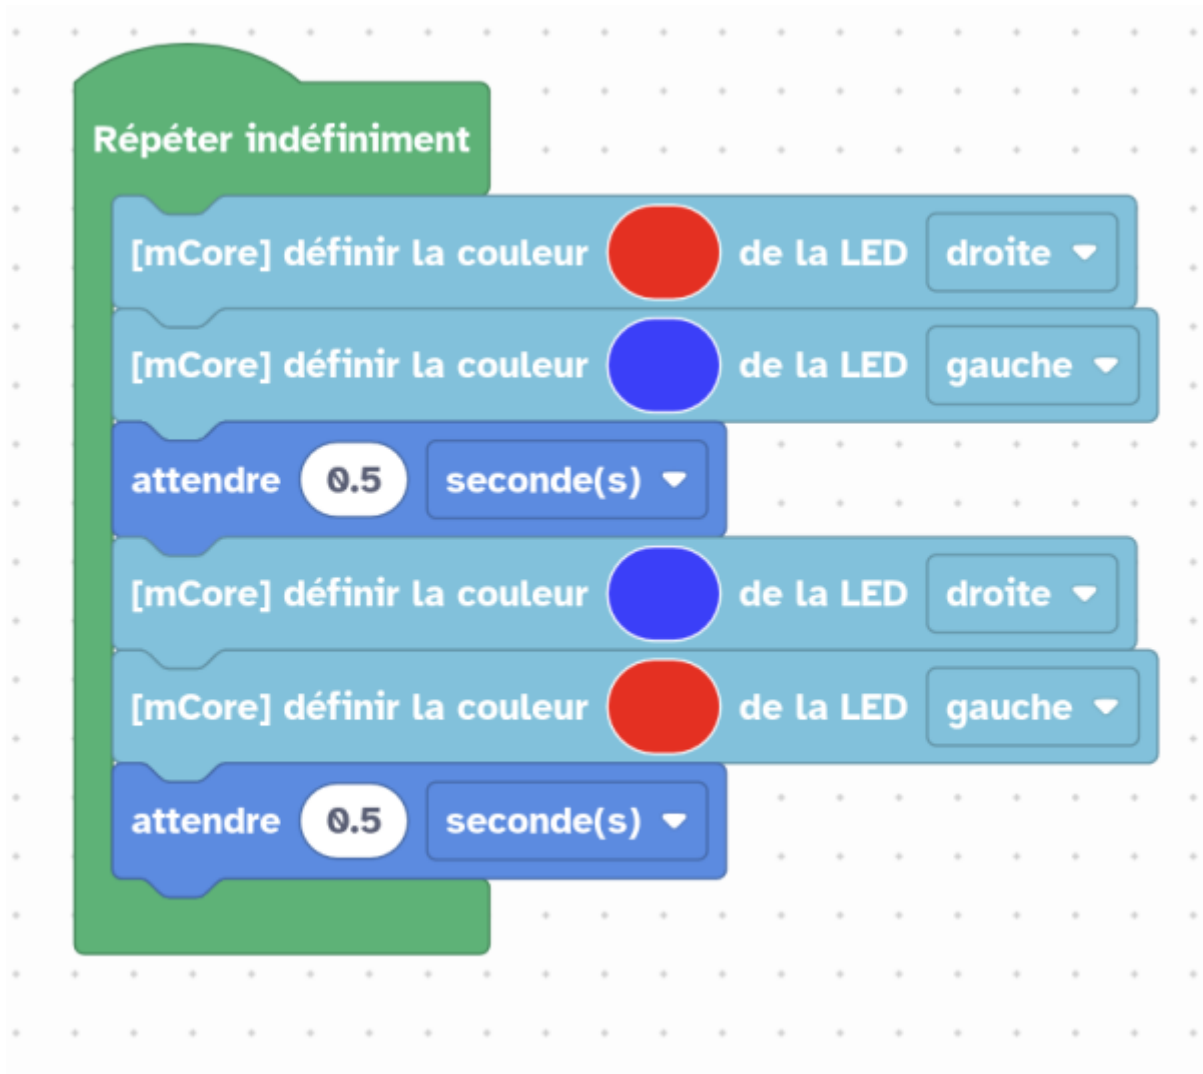 Répéter indéfiniment
[mCore] définir la couleur de la LED droite
[mCore] définir la couleur de la LED gauche
attendre 0.5 seconde(s)
[mCore] définir la couleur de la LED droite
[mCore] définir la couleur de la LED gauche
attendre 0.5 seconde(s)